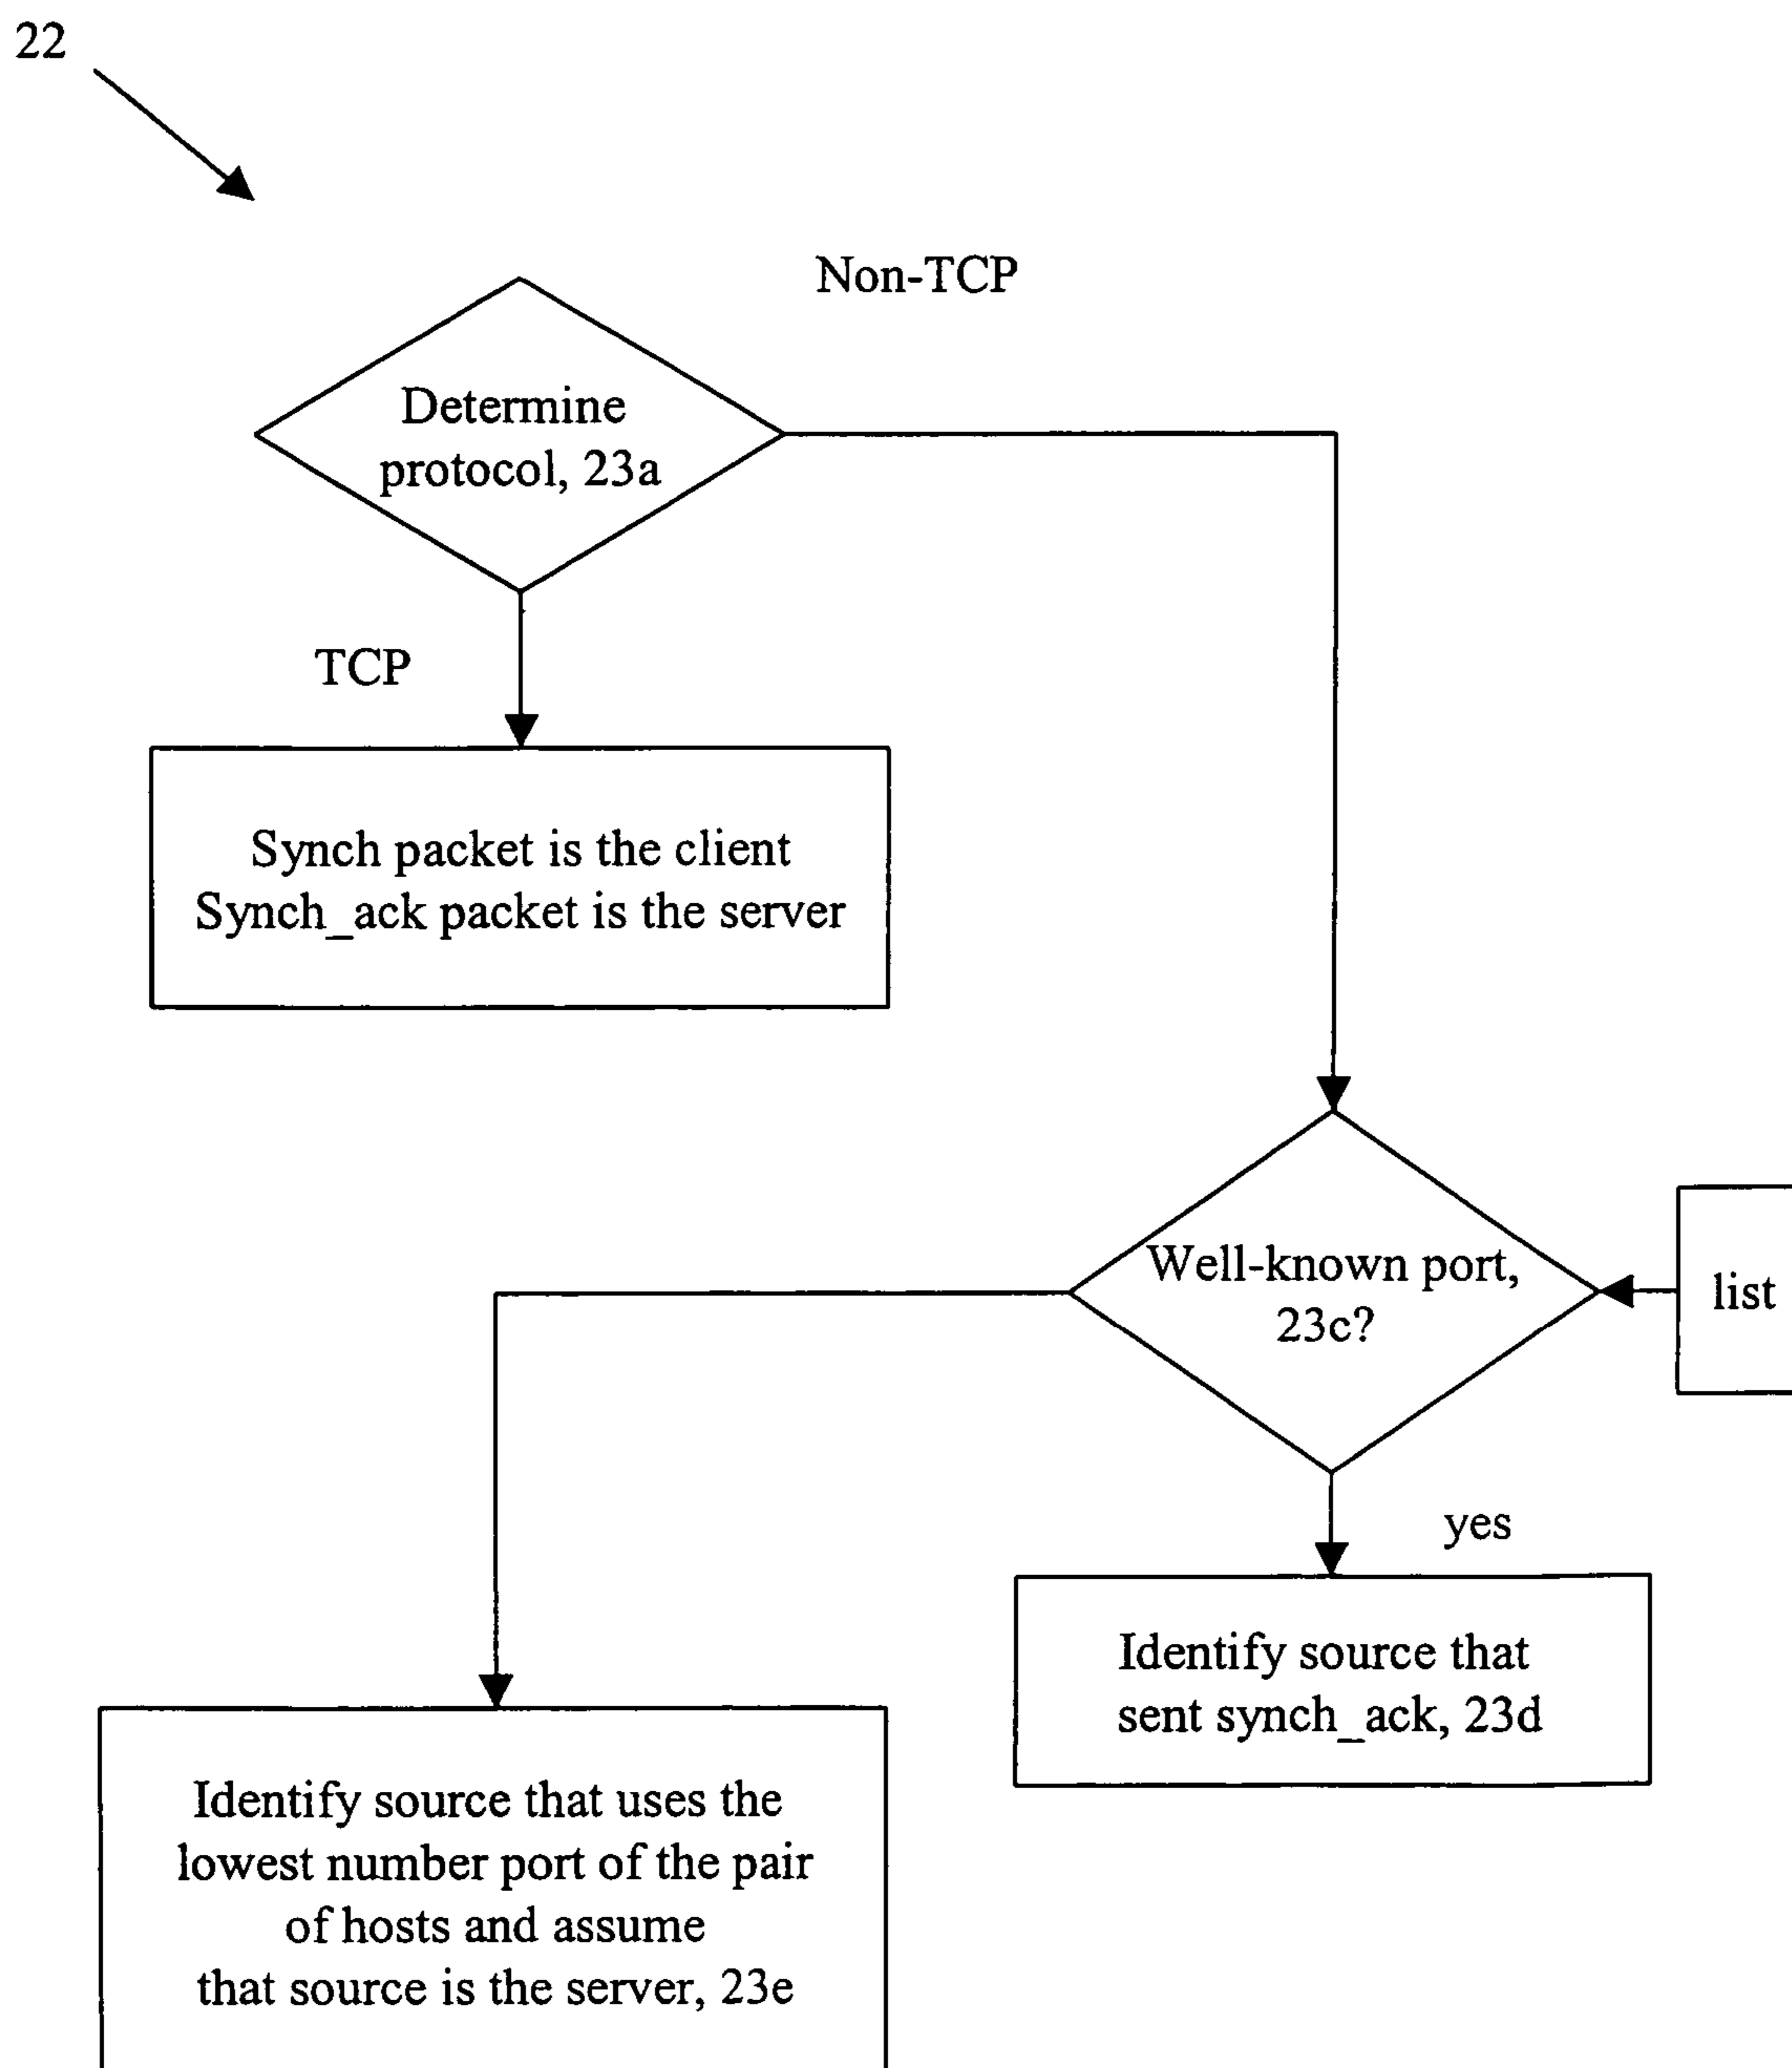 22
Non-TCP
Determine
protocol, 23a
TCP
Synch packet is the client
Synch_ack packet is the server
Well-known port,
23c?
list
yes
Identify source that
sent synch_ack, 23d
Identify source that uses the
lowest number port of the pair
of hosts and assume
that source is the server, 23e